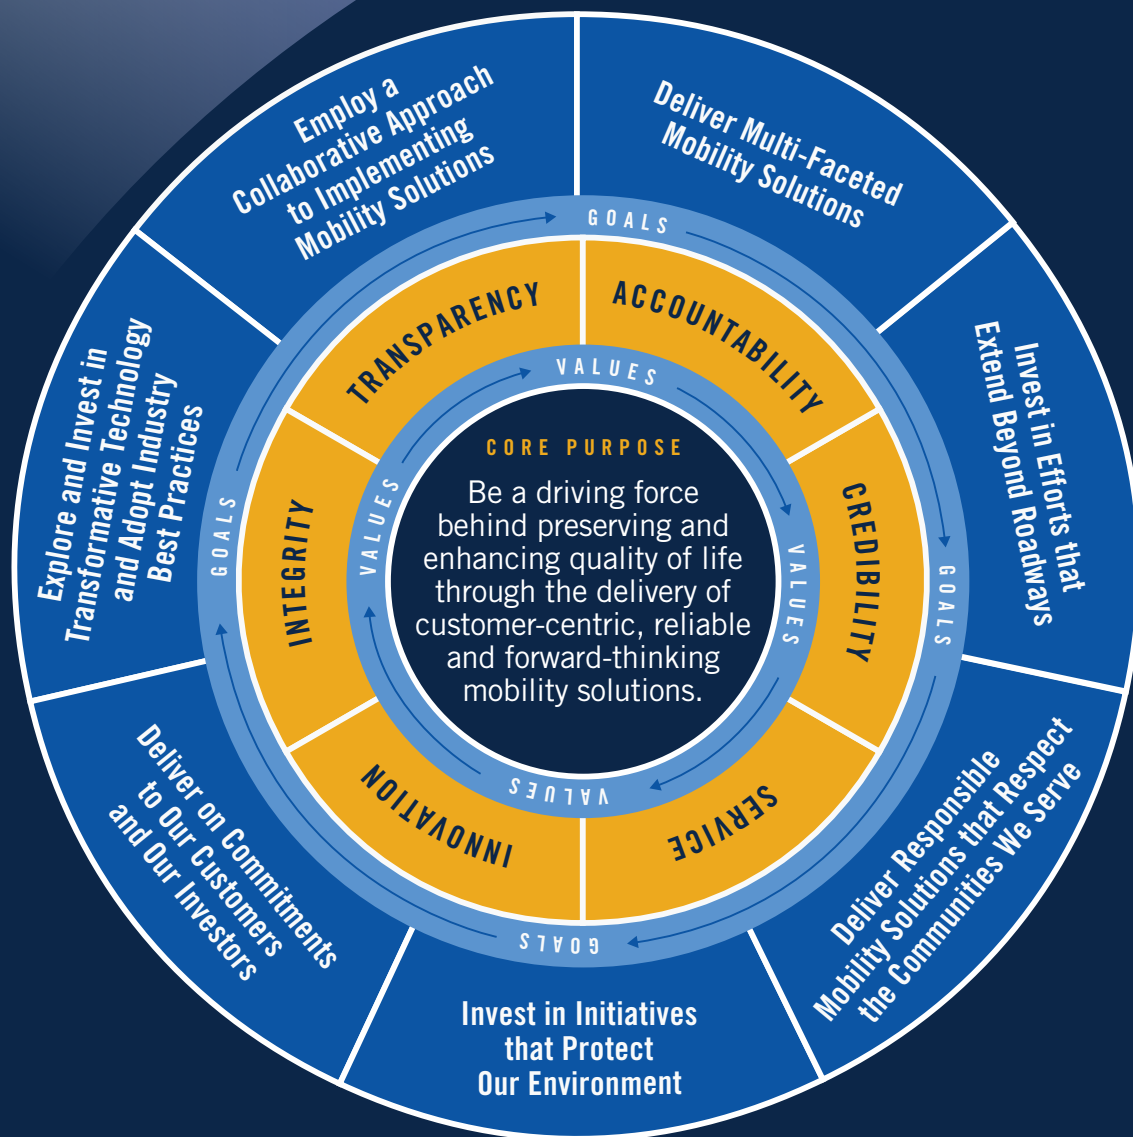 CORE PURPOSE
Be a driving force
behind preserving and
enhancing quality of life
through the delivery of
customer-centric, reliable
and forward-thinking
mobility solutions.
VALUES
VALUES
VALUES
VALUES
ACCOUNTABILITY
CREDIBILITY
SERVICE
INNOVATION
INTEGRITY
TRANSPARENCY
GOALS
GOALS
GOALS
GOALS
Deliver Multi-Faceted
Mobility Solutions
Invest in Efforts that
Extend Beyond Roadways
Deliver Responsible
Mobility Solutions that Respect
the Communities We Serve
Invest in Initiatives
that Protect
Our Environment
Deliver on Commitments
to Our Customers
and Our Investors
Explore and Invest in
Transformative Technology
and Adopt Industry
Best Practices
Employ a
Collaborative Approach
to Implementing
Mobility Solutions